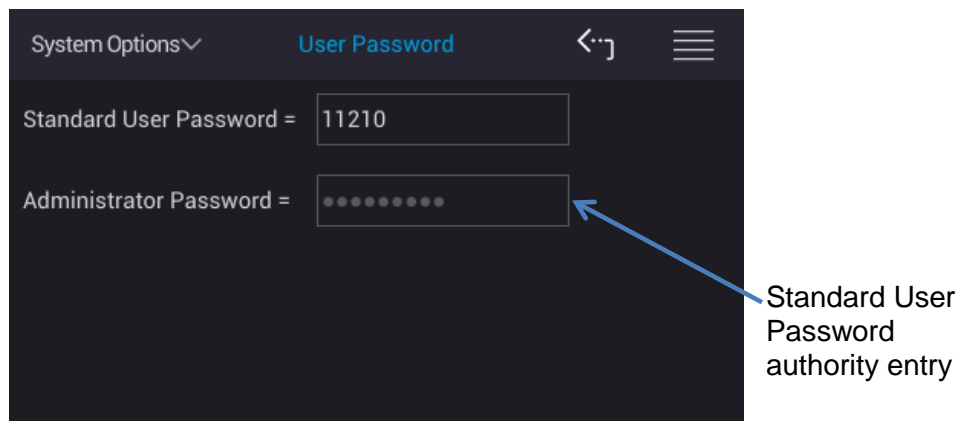 System Options User Password
Standard User Password = 11210
Administrator Password = •••••••••
Standard User
Password
authority entry